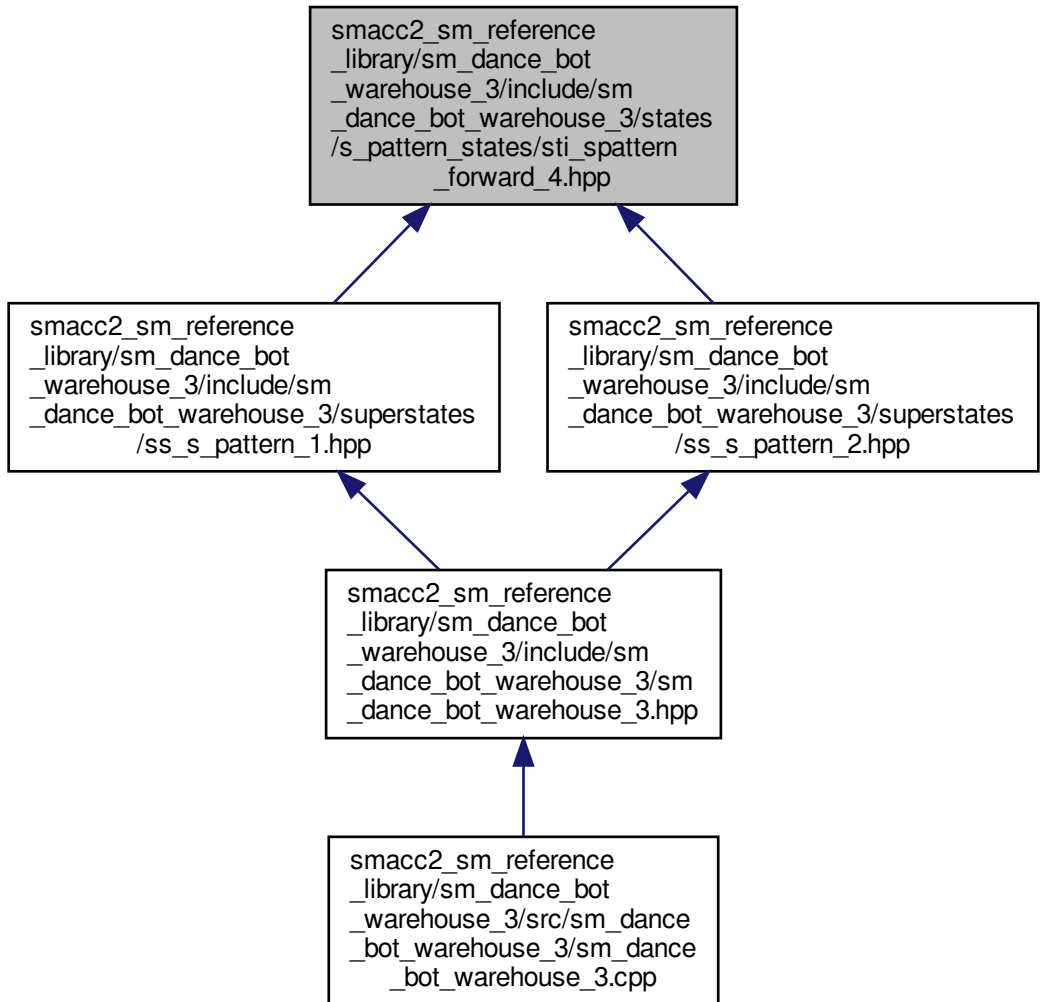 smacc2_sm_reference
_library/sm_dance_bot
_warehouse_3/include/sm
_dance_bot_warehouse_3/states
/s_pattern_states/sti_spattern
_forward_4.hpp
smacc2_sm_reference
_library/sm_dance_bot
_warehouse_3/include/sm
_dance_bot_warehouse_3/superstates
/ss_s_pattern_1.hpp
smacc2_sm_reference
_library/sm_dance_bot
_warehouse_3/include/sm
_dance_bot_warehouse_3/superstates
/ss_s_pattern_2.hpp
smacc2_sm_reference
_library/sm_dance_bot
_warehouse_3/include/sm
_dance_bot_warehouse_3/sm
_dance_bot_warehouse_3.hpp
smacc2_sm_reference
_library/sm_dance_bot
_warehouse_3/src/sm_dance
_bot_warehouse_3/sm_dance
_bot_warehouse_3.cpp